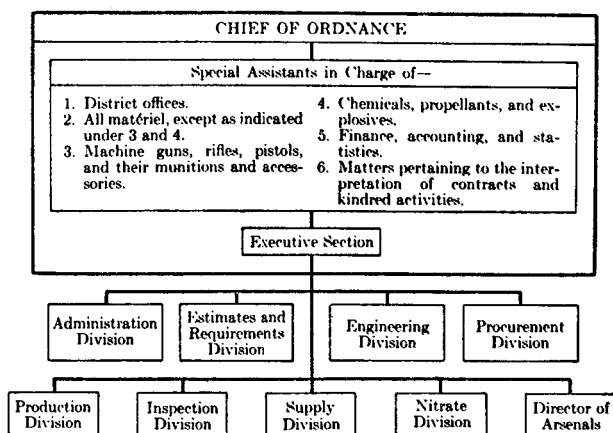 CHIEF OF ORDNANCE
Special Assistants in Charge of—
1. District offices.
2. All matériel, except as indicated
under 3 and 4.
3. Machine guns, rifles, pistols,
and their munitions and acces-
sories.
4. Chemicals, propellants, and ex-
plosives.
5. Finance, accounting, and sta-
tistics.
6. Matters pertaining to the inter-
pretation of contracts and
kindred activities.
Executive Section
Administration
Division
Estimates and
Requirements
Division
Engineering
Division
Procurement
Division
Production
Division
Inspection
Division
Supply
Division
Nitrate
Division
Director of
Arsenals